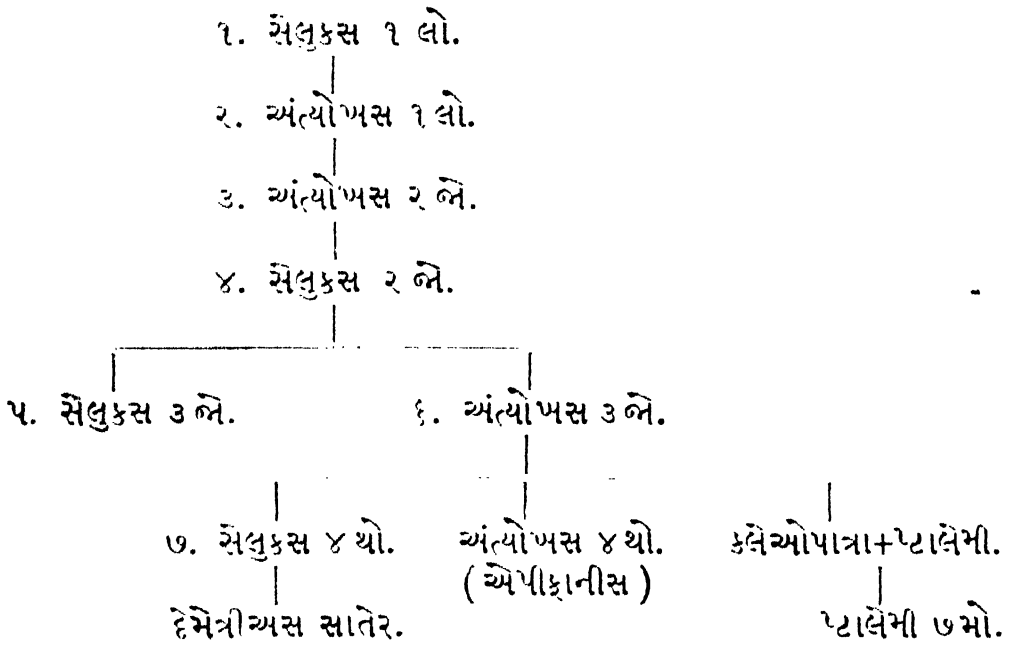 ૧. સેલુકસ ૧ લો.
૨. અંત્યોખસ ૧ લો.
૩. અંત્યોખસ ૨ જો.
૪. સેલુકસ ૨ જો.
૫. સેલુકસ ૩ જો. ૬. અંત્યોખસ ૩ જો.
૭. સેલુકસ ૪ થો. અંત્યોખસ ૪ થો. કલેઓપાત્રા+પ્ટાલેમી.
(એપીફાનીસ)
દેમેત્રીઅસ સાતેર. પ્ટાલેમી ૭ મો.